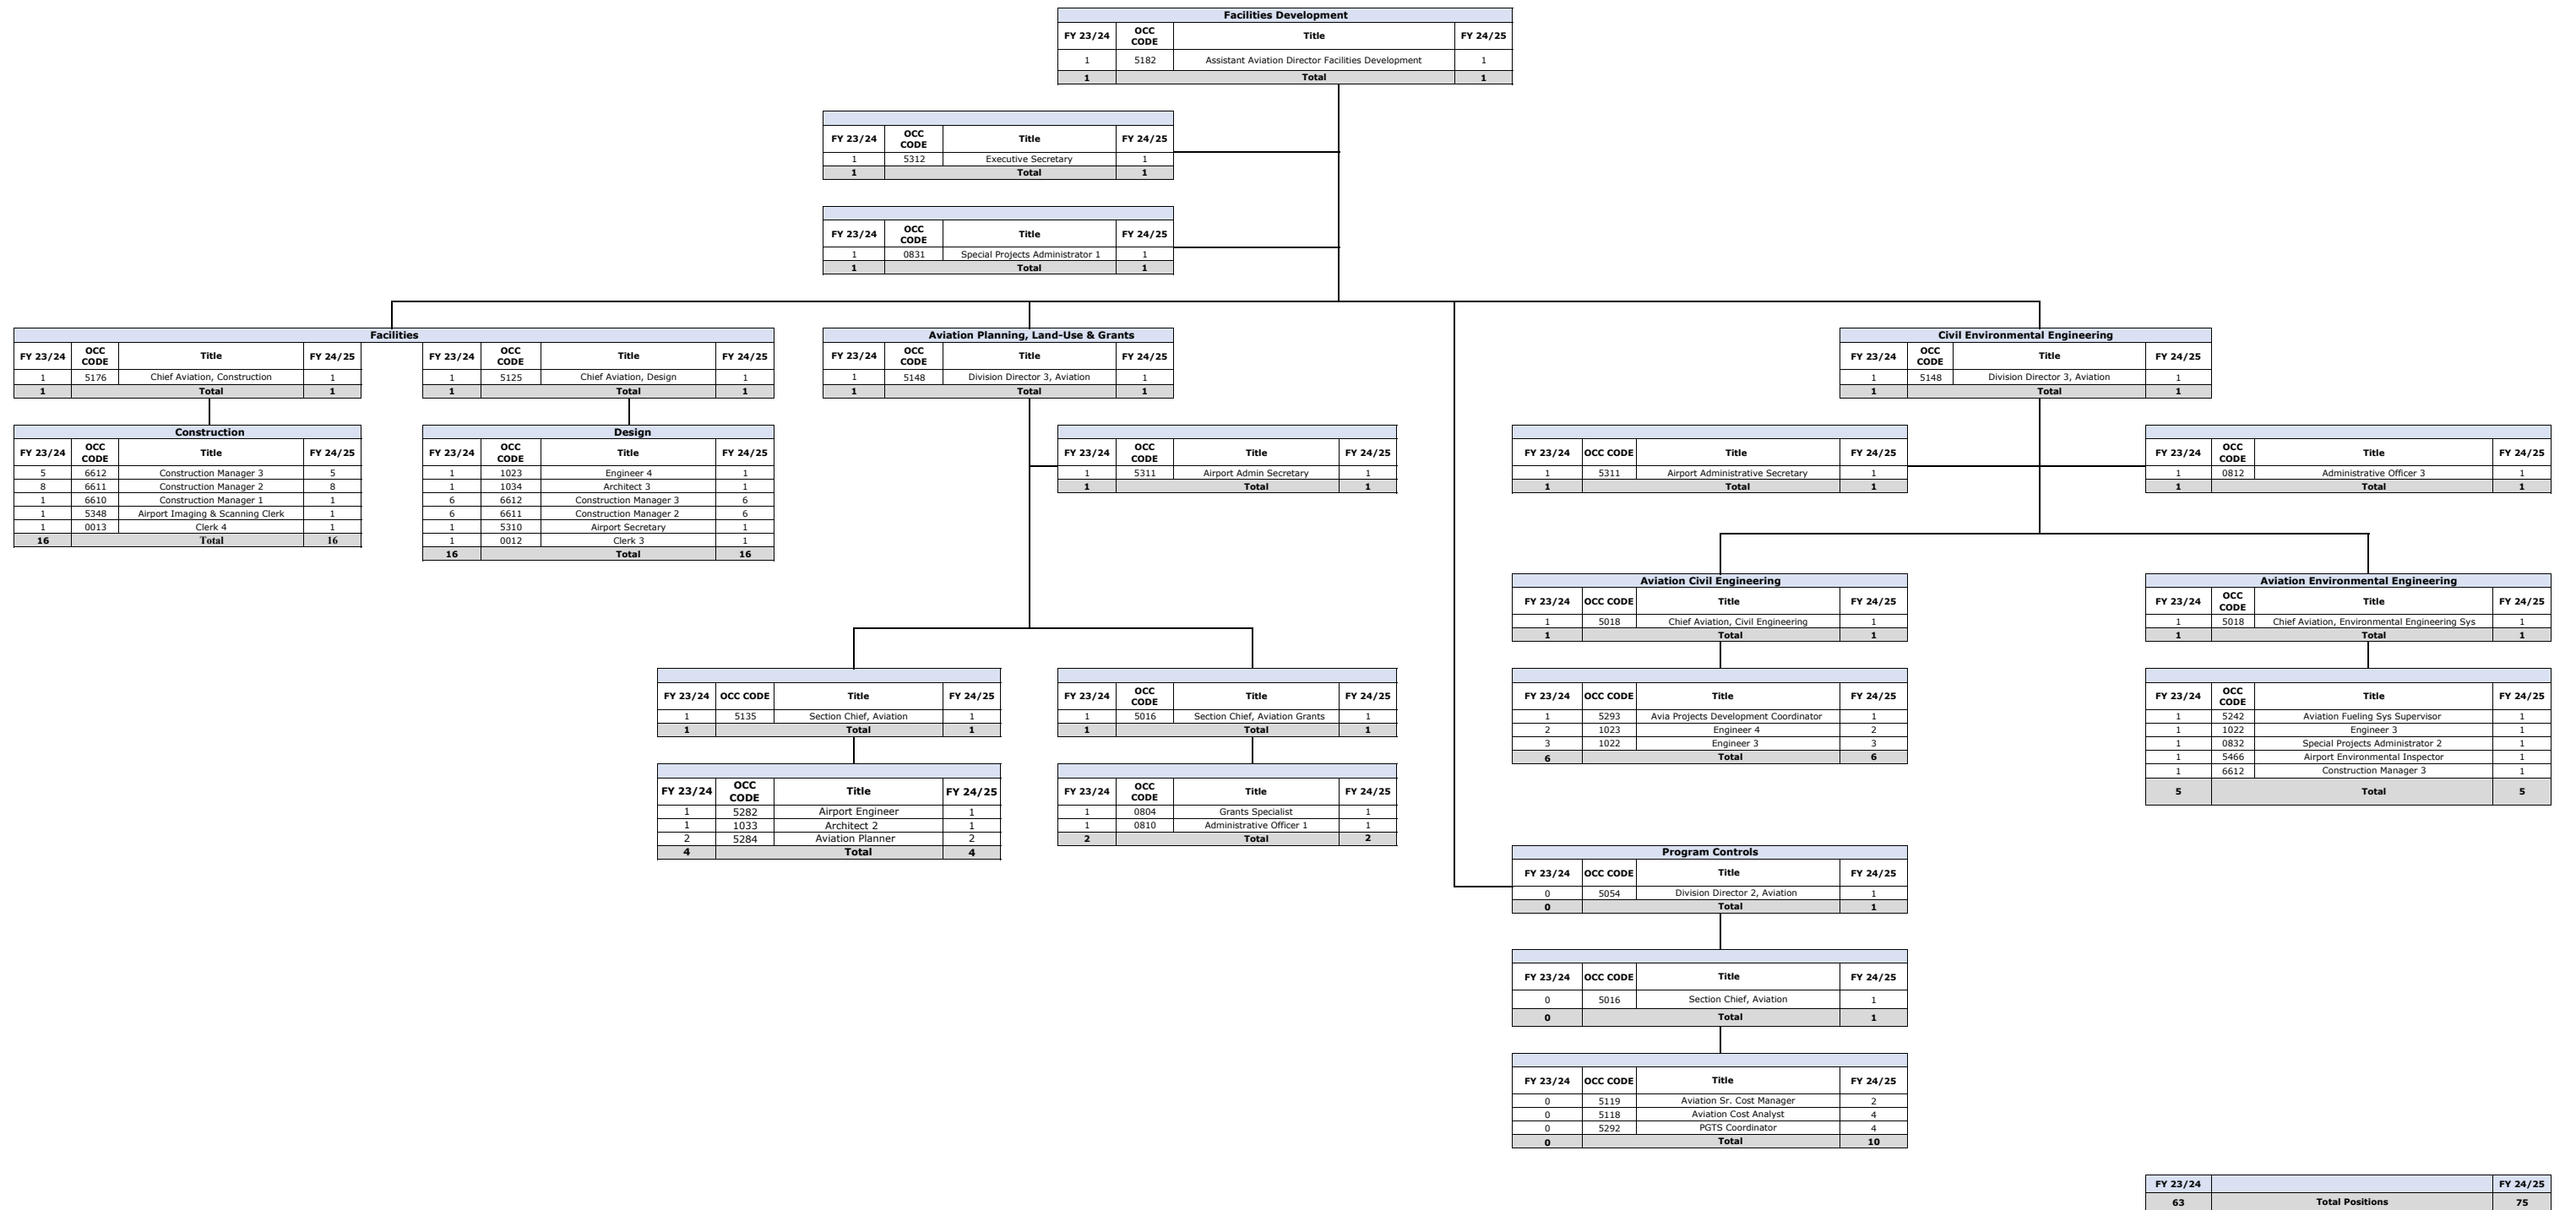 Facilities Development
FY 23/24 OCC CODE Title FY 24/25
1 5182 Assistant Aviation Director Facilities Development 1
1 Total 1
FY 23/24 OCC CODE Title FY 24/25
1 5312 Executive Secretary 1
1 Total 1
FY 23/24 OCC CODE Title FY 24/25
1 0831 Special Projects Administrator 1 1
1 Total 1
Facilities
FY 23/24 OCC CODE Title FY 24/25
1 5176 Chief Aviation, Construction 1
1 Total 1
FY 23/24 OCC CODE Title FY 24/25
1 5125 Chief Aviation, Design 1
1 Total 1
Construction
FY 23/24 OCC CODE Title FY 24/25
5 6612 Construction Manager 3 5
8 6611 Construction Manager 2 8
1 6610 Construction Manager 1 1
1 5348 Airport Imaging & Scanning Clerk 1
1 0013 Clerk 4 1
16 Total 16
Design
FY 23/24 OCC CODE Title FY 24/25
1 1023 Engineer 4 1
1 1034 Architect 3 1
6 6612 Construction Manager 3 6
6 6611 Construction Manager 2 6
1 5310 Airport Secretary 1
1 0012 Clerk 3 1
16 Total 16
Aviation Planning, Land-Use & Grants
FY 23/24 OCC CODE Title FY 24/25
1 5148 Division Director 3, Aviation 1
1 Total 1
FY 23/24 OCC CODE Title FY 24/25
1 5311 Airport Admin Secretary 1
1 Total 1
FY 23/24 OCC CODE Title FY 24/25
1 5135 Section Chief, Aviation 1
1 Total 1
FY 23/24 OCC CODE Title FY 24/25
1 5282 Airport Engineer 1
1 1033 Architect 2 1
2 5284 Aviation Planner 2
4 Total 4
FY 23/24 OCC CODE Title FY 24/25
1 5016 Section Chief, Aviation Grants 1
1 Total 1
FY 23/24 OCC CODE Title FY 24/25
1 0804 Grants Specialist 1
1 0810 Administrative Officer 1 1
2 Total 2
Civil Environmental Engineering
FY 23/24 OCC CODE Title FY 24/25
1 5148 Division Director 3, Aviation 1
1 Total 1
FY 23/24 OCC CODE Title FY 24/25
1 5311 Airport Administrative Secretary 1
1 Total 1
FY 23/24 OCC CODE Title FY 24/25
1 0812 Administrative Officer 3 1
1 Total 1
Aviation Civil Engineering
FY 23/24 OCC CODE Title FY 24/25
1 5018 Chief Aviation, Civil Engineering 1
1 Total 1
FY 23/24 OCC CODE Title FY 24/25
1 5293 Avia Projects Development Coordinator 1
2 1023 Engineer 4 2
3 1022 Engineer 3 3
6 Total 6
Aviation Environmental Engineering
FY 23/24 OCC CODE Title FY 24/25
1 5018 Chief Aviation, Environmental Engineering Sys 1
1 Total 1
FY 23/24 OCC CODE Title FY 24/25
1 5242 Aviation Fueling Sys Supervisor 1
1 1022 Engineer 3 1
1 0832 Special Projects Administrator 2 1
1 5466 Airport Environmental Inspector 1
1 6612 Construction Manager 3 1
5 Total 5
Program Controls
FY 23/24 OCC CODE Title FY 24/25
0 5054 Division Director 2, Aviation 1
0 Total 1
FY 23/24 OCC CODE Title FY 24/25
0 5016 Section Chief, Aviation 1
0 Total 1
FY 23/24 OCC CODE Title FY 24/25
0 5119 Aviation Sr. Cost Manager 2
0 5118 Aviation Cost Analyst 4
0 5292 PGTS Coordinator 4
0 Total 10
FY 23/24 FY 24/25
63 Total Positions 75